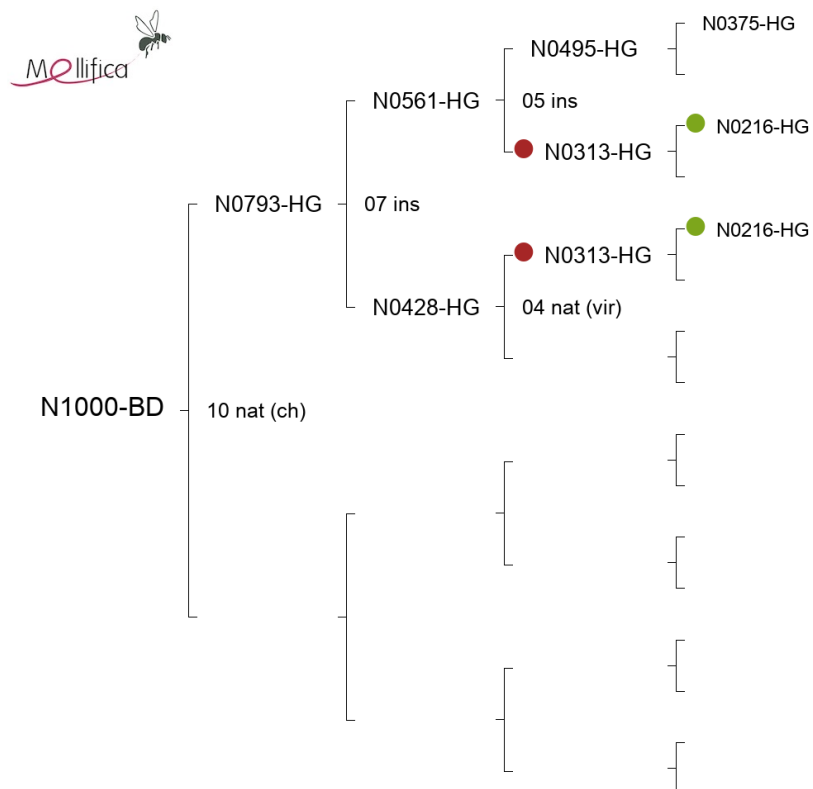 Mellifica
N0375-HG
N0495-HG
N0561-HG
05 ins
N0216-HG
N0313-HG
N0793-HG
07 ins
N0216-HG
N0313-HG
N0428-HG
04 nat (vir)
N1000-BD
10 nat (ch)